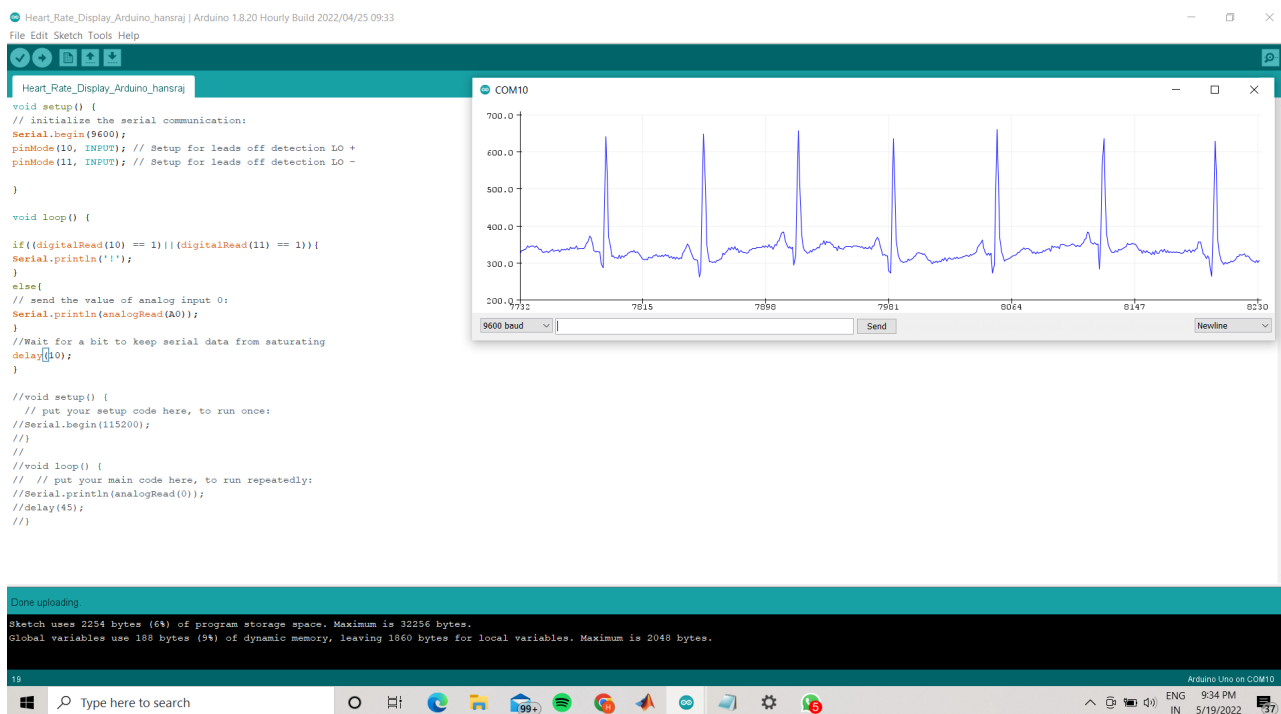 Heart_Rate_Display_Arduino_hansraj | Arduino 1.8.20 Hourly Build 2022/04/25 09:33
File Edit Sketch Tools Help
Heart_Rate_Display_Arduino_hansraj
void setup() {
// initialize the serial communication:
Serial.begin(9600);
pinMode(10, INPUT); // Setup for leads off detection LO +
pinMode(11, INPUT); // Setup for leads off detection LO -
}
void loop() {
if((digitalRead(10) == 1)||(digitalRead(11) == 1)){
Serial.println('!');
}
else{
// send the value of analog input 0:
Serial.println(analogRead(A0));
}
//Wait for a bit to keep serial data from saturating
delay(10);
}
//void setup() {
// put your setup code here, to run once:
//Serial.begin(115200);
//}
//
//void loop() {
// // put your main code here, to run repeatedly:
//Serial.println(analogRead(0));
//delay(45);
//}
COM10
700.0
600.0
500.0
400.0
300.0
200.0
7732 7815 7898 7981 8064 8147 8230
9600 baud Send Newline
Done uploading.
Sketch uses 2254 bytes (6%) of program storage space. Maximum is 32256 bytes.
Global variables use 188 bytes (9%) of dynamic memory, leaving 1860 bytes for local variables. Maximum is 2048 bytes.
19 Arduino Uno on COM10
Type here to search 99+ 5 ENG 9:34 PM
IN 5/19/2022 37